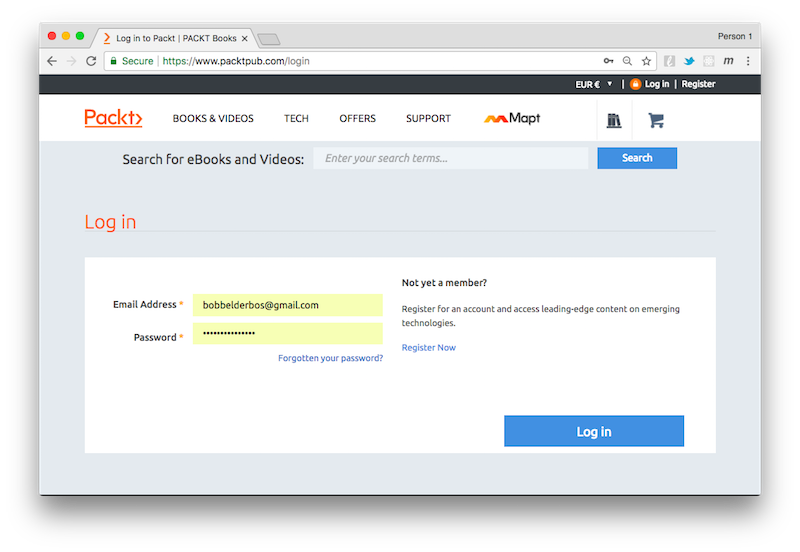 Log in to Packt | PACKT Books
Person 1
Secure | https://www.packtpub.com/login
EUR € | Log in | Register
Packt
BOOKS & VIDEOS TECH OFFERS SUPPORT Mapt
Search for eBooks and Videos: Enter your search terms... Search
Log in
Not yet a member?
Email Address * bobbelderbos@gmail.com
Register for an account and access leading-edge content on emerging
technologies.
Password * •••••••••••••••
Register Now
Forgotten your password?
Log in